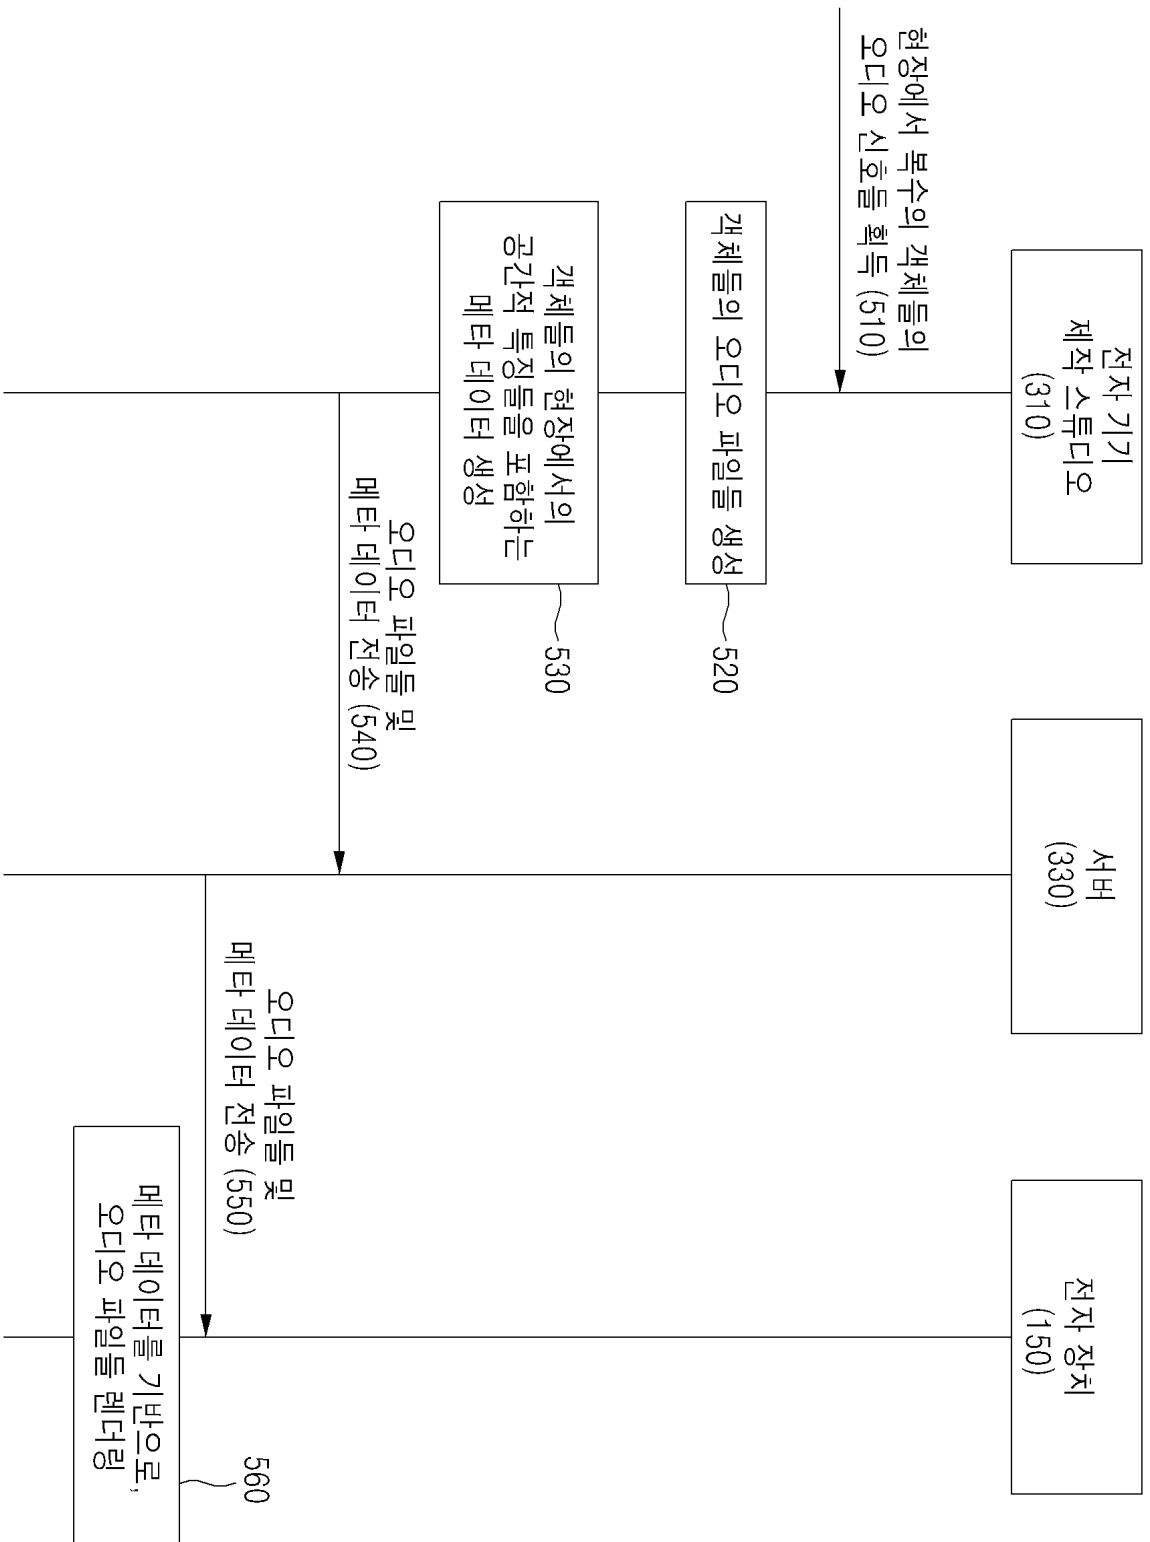 전자 기기
제작 스튜디오
(310)
서버
(330)
전자 장치
(150)
현장에서 복수의 객체들의
오디오 신호들 획득 (510)
객체들의 오디오 파일들 생성
520
객체들의 현장에서의
공간적 특징들을 포함하는
메타 데이터 생성
530
오디오 파일들 및
메타 데이터 전송 (540)
오디오 파일들 및
메타 데이터 전송 (550)
메타 데이터를 기반으로,
오디오 파일들 렌더링
560